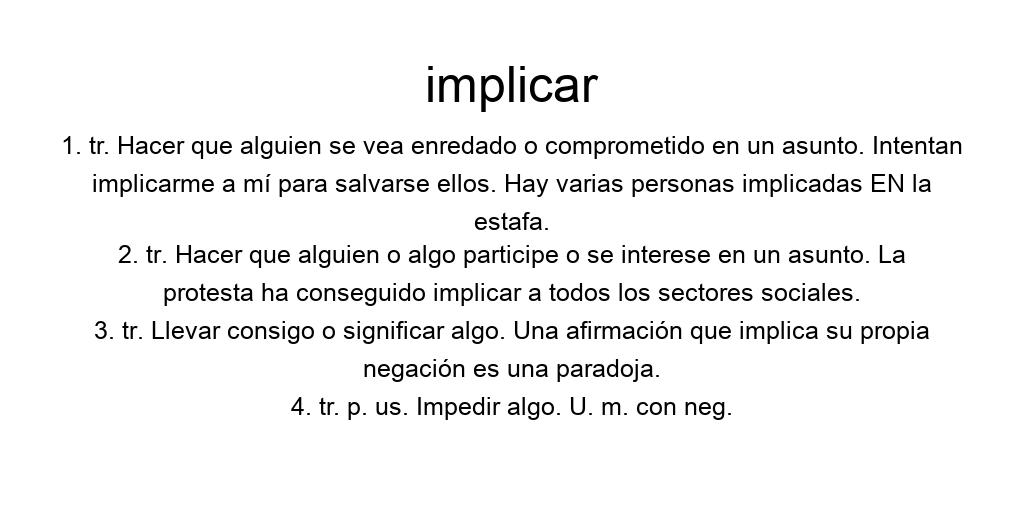 implicar
1. tr. Hacer que alguien se vea enredado o comprometido en un asunto. Intentan
implicarme a mí para salvarse ellos. Hay varias personas implicadas EN la
estafa.
2. tr. Hacer que alguien o algo participe o se interese en un asunto. La
protesta ha conseguido implicar a todos los sectores sociales.
3. tr. Llevar consigo o significar algo. Una afirmación que implica su propia
negación es una paradoja.
4. tr. p. us. Impedir algo. U. m. con neg.